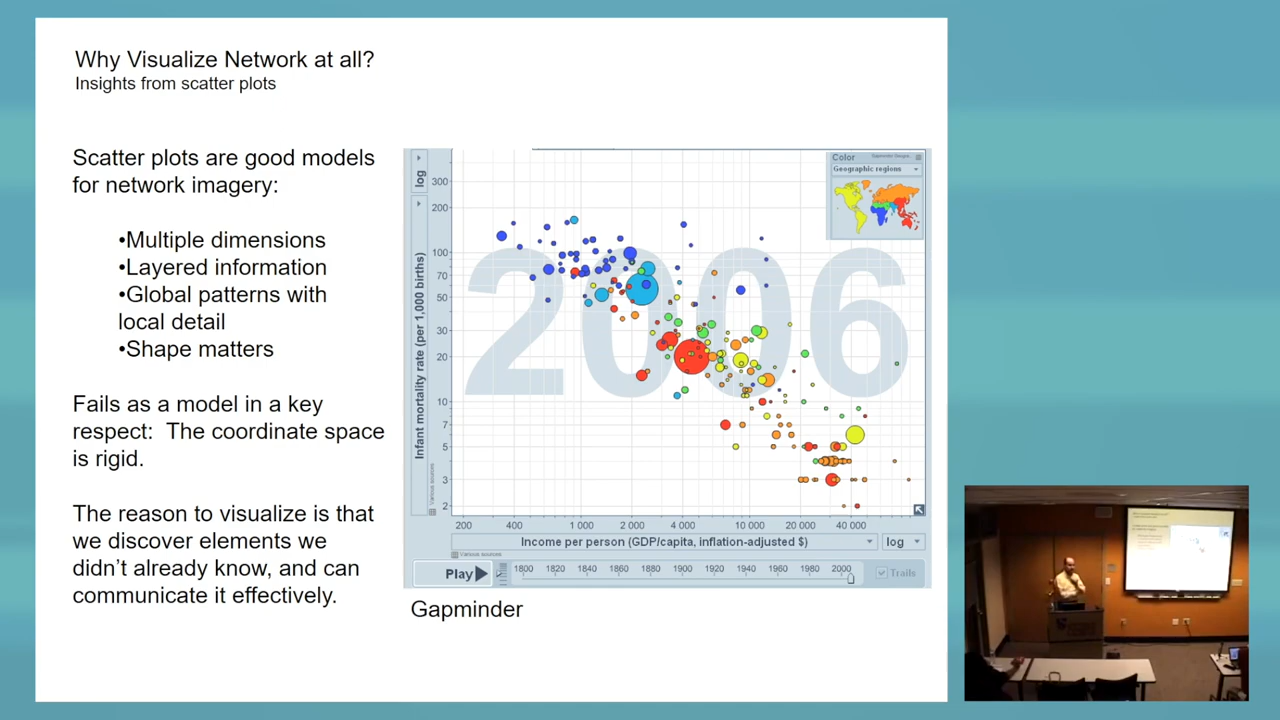 Why Visualize Network at all?
Insights from scatter plots
Scatter plots are good models
for network imagery:
•Multiple dimensions
•Layered information
•Global patterns with
local detail
•Shape matters
Fails as a model in a key
respect:  The coordinate space
is rigid.
The reason to visualize is that
we discover elements we
didn't already know, and can
communicate it effectively.
log
Infant mortality rate (per 1,000 births)
Various sources
300
200
100
70
50
30
20
10
7
5
3
2
2006
Color
Geographic regions
200 400 1 000 2 000 4 000 10 000 20 000 40 000
Income per person (GDP/capita, inflation-adjusted $) log
Various sources
Play 1800 1820 1840 1860 1880 1900 1920 1940 1960 1980 2000 Trails
Gapminder